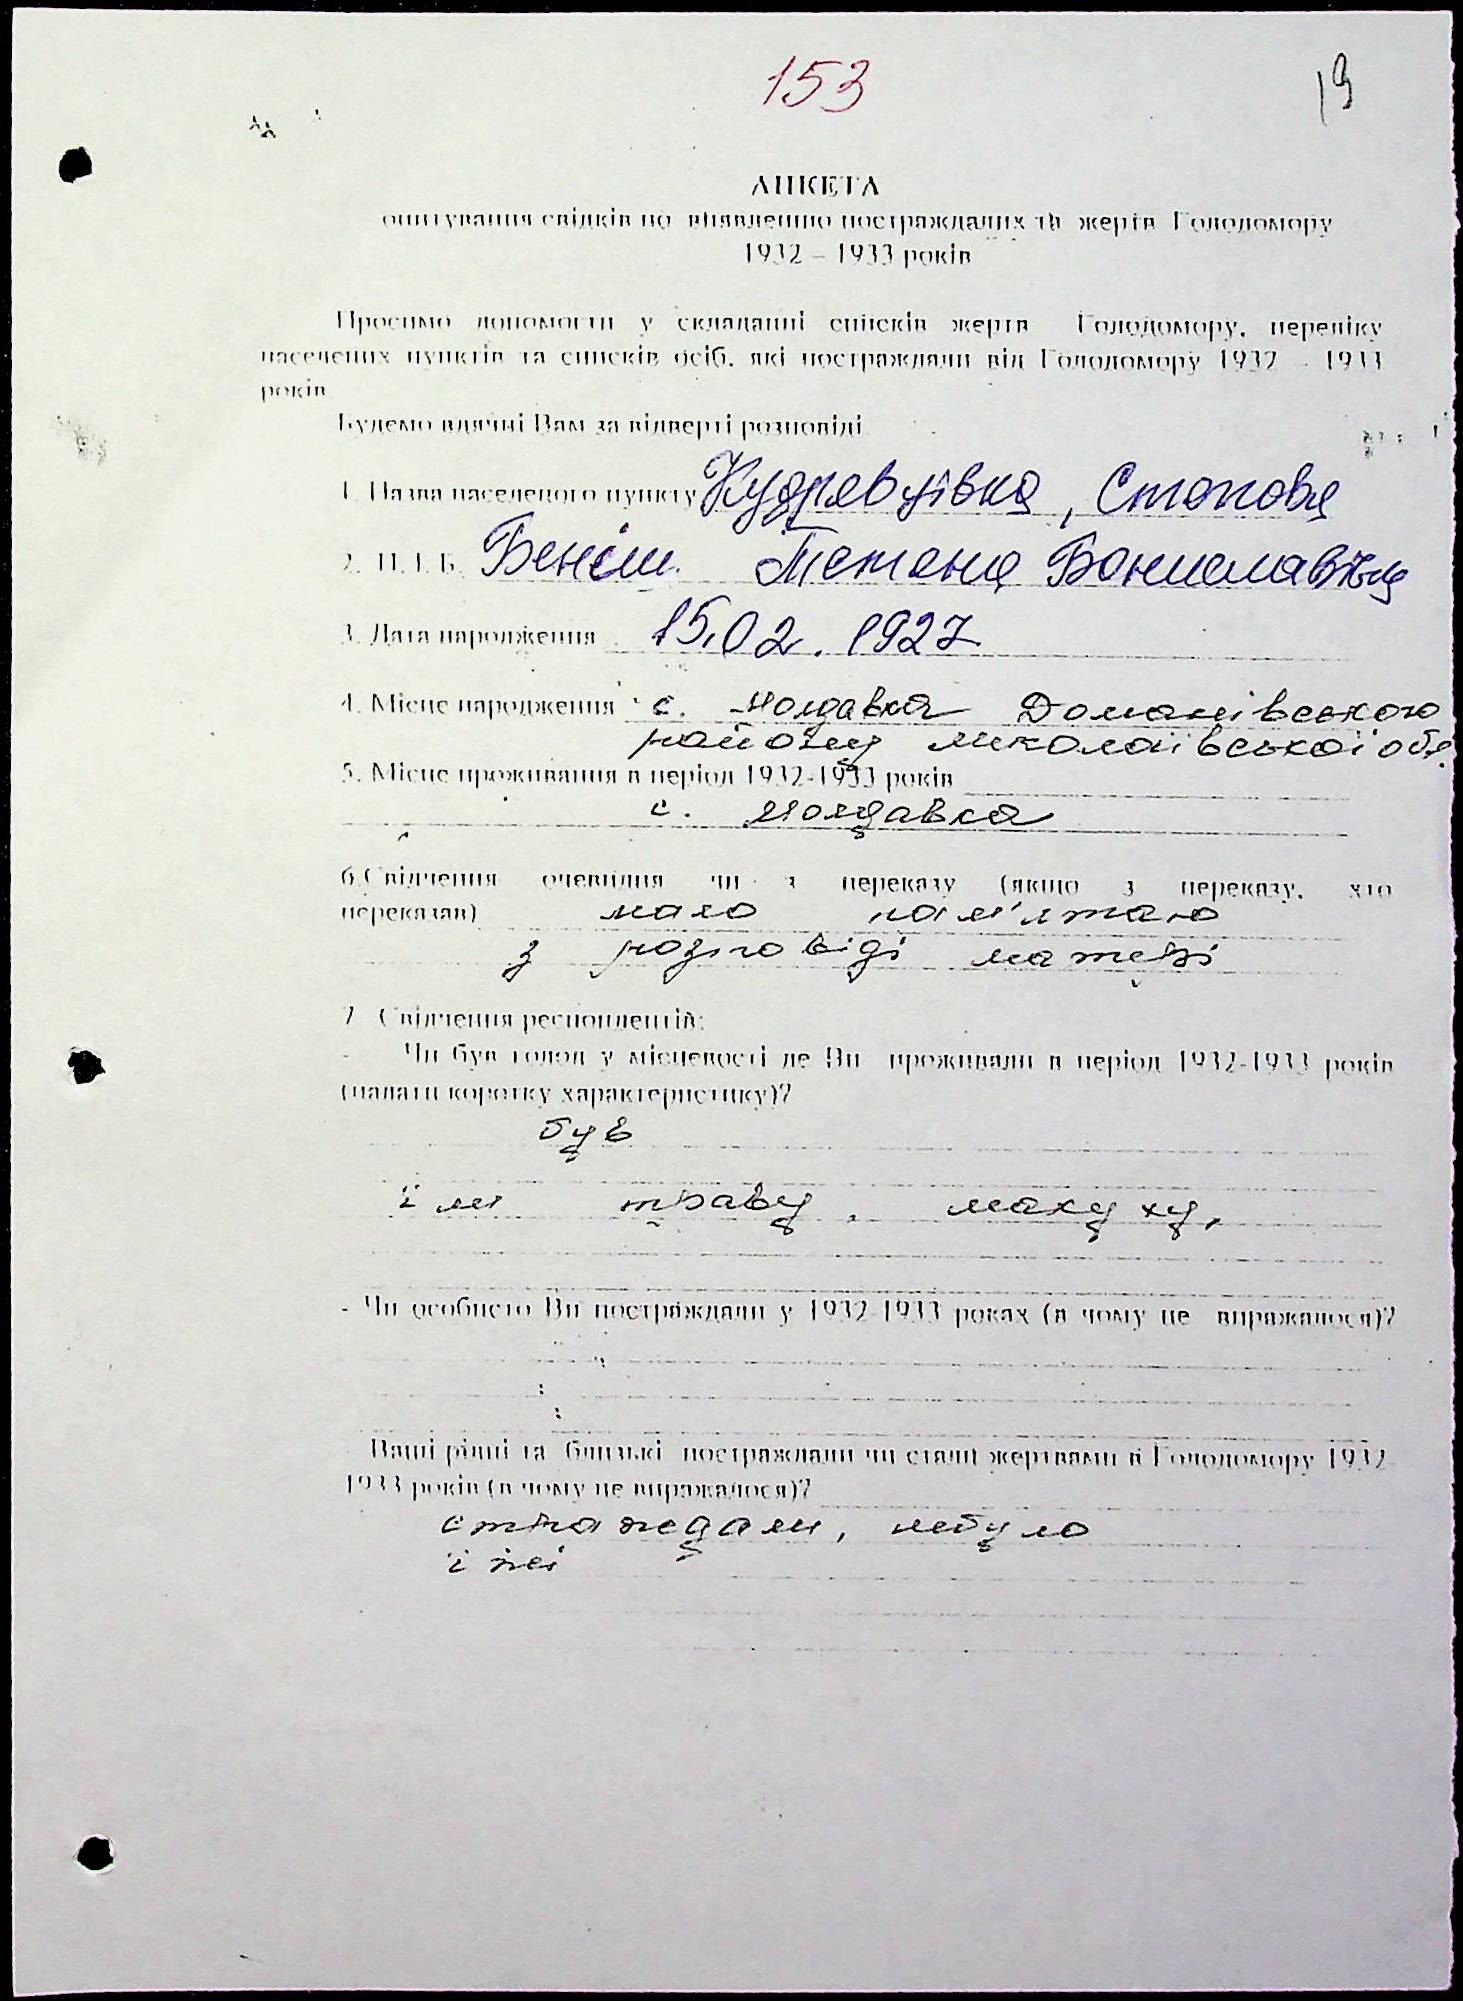 153
19
АНКЕТА
опитування свідків по виявленню постраждалих та жертв Голодомору
1932 – 1933 років
Просимо допомогти у складанні списків жертв Голодомору, переліку
населених пунктів та списків осіб, які постраждали від Голодомору 1932 – 1933
років
Будемо вдячні Вам за відверті розповіді
1. Назва населеного пункту Кудрявцівка, Степова
2. П.І.Б. Тетяна
3. Дата народження 15.02.1927
4. Місце народження с. Молдавка Доманівського
району Миколаївської обл.
5. Місце проживання в період 1932-1933 років
с. Молдавка
6. Свідчення очевидця чи з переказу (якщо з переказу, хто
переказав) мало пам'ятаю
з розповіді матері
7. Свідчення респондентів:
- Чи був голод у місцевості де Ви проживали в період 1932-1933 років
(надати коротку характеристику)?
був
їли траву, макуху,
- Чи особисто Ви постраждали у 1932-1933 роках (в чому це виражалося)?
Ваші рідні та близькі постраждали чи стали жертвами в Голодомору 1932-
1933 років (в чому це виражалося)?
страждали, небуло
їжі